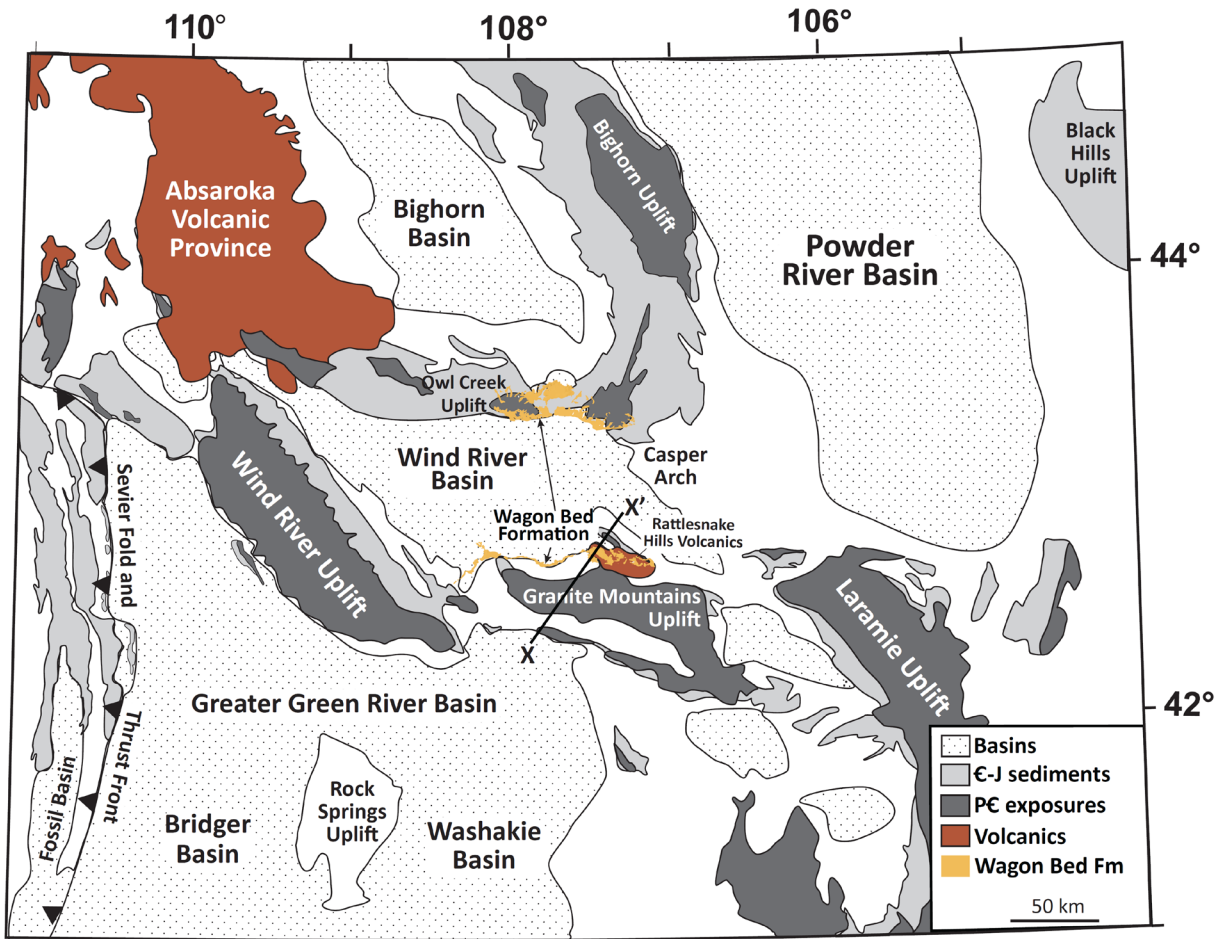 110°
108°
106°
44°
42°
Absaroka
Volcanic
Province
Bighorn
Basin
Bighorn Uplift
Powder
River Basin
Black
Hills
Uplift
Owl Creek
Uplift
Wind River
Basin
Casper
Arch
Wind River Uplift
Wagon Bed
Formation
X'
Rattlesnake
Hills Volcanics
Granite Mountains
Uplift
X
Laramie Uplift
Sevier Fold and
Thrust Front
Greater Green River Basin
Fossil Basin
Bridger
Basin
Rock
Springs
Uplift
Washakie
Basin
Basins
Є-J sediments
PЄ exposures
Volcanics
Wagon Bed Fm
50 km